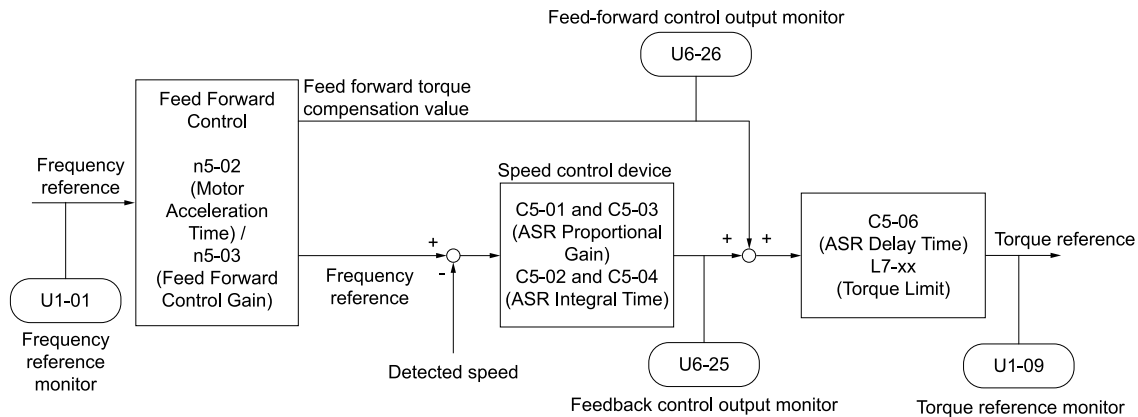 Feed-forward control output monitor
U6-26
Feed Forward
Control
n5-02
(Motor
Acceleration
Time) /
n5-03
(Feed Forward
Control Gain)
Feed forward torque
compensation value
Frequency
reference
U1-01
Frequency
reference
monitor
+
-
Frequency
reference
Detected speed
Speed control device
C5-01 and C5-03
(ASR Proportional
Gain)
C5-02 and C5-04
(ASR Integral Time)
+
+
U6-25
Feedback control output monitor
C5-06
(ASR Delay Time)
L7-xx
(Torque Limit)
Torque reference
U1-09
Torque reference monitor